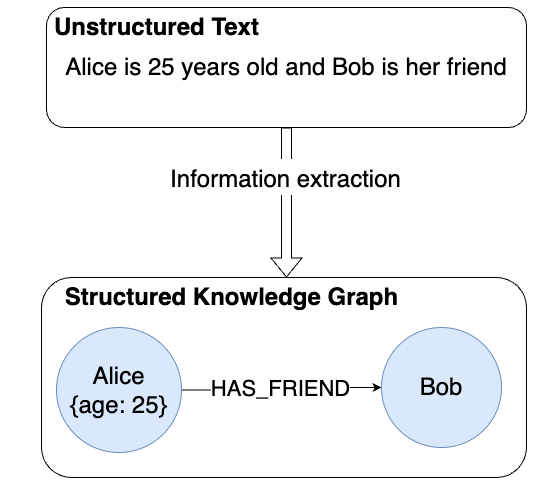 Unstructured Text
Alice is 25 years old and Bob is her friend
Information extraction
Structured Knowledge Graph
Alice
{age: 25}
HAS_FRIEND
Bob